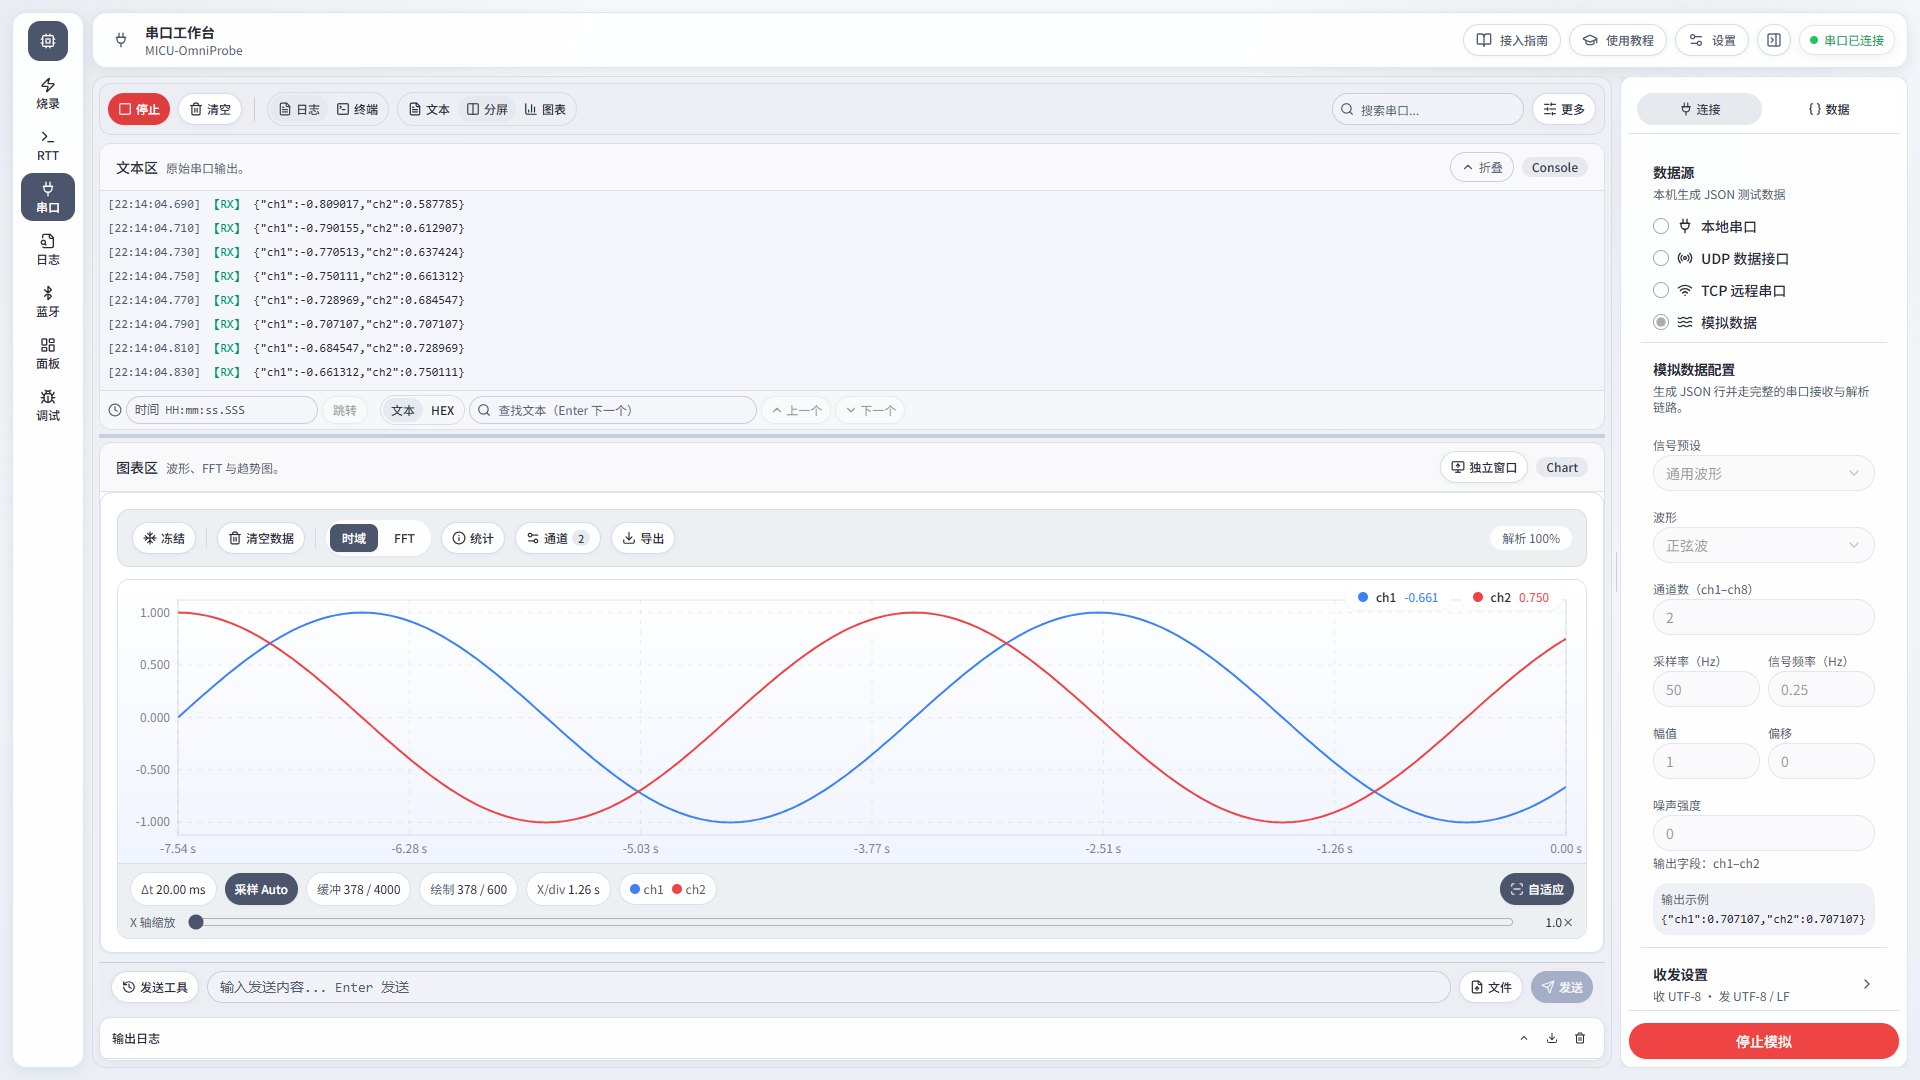 串口工作台
MICU-OmniProbe
接入指南
使用教程
设置
串口已连接
烧录
RTT
串口
日志
蓝牙
面板
调试
停止
清空
日志
终端
文本
分屏
图表
搜索串口...
更多
文本区 原始串口输出。
折叠
Console
[22:14:04.690] 【RX】 {"ch1":-0.809017,"ch2":0.587785}
[22:14:04.710] 【RX】 {"ch1":-0.790155,"ch2":0.612907}
[22:14:04.730] 【RX】 {"ch1":-0.770513,"ch2":0.637424}
[22:14:04.750] 【RX】 {"ch1":-0.750111,"ch2":0.661312}
[22:14:04.770] 【RX】 {"ch1":-0.728969,"ch2":0.684547}
[22:14:04.790] 【RX】 {"ch1":-0.707107,"ch2":0.707107}
[22:14:04.810] 【RX】 {"ch1":-0.684547,"ch2":0.728969}
[22:14:04.830] 【RX】 {"ch1":-0.661312,"ch2":0.750111}
时间 HH:mm:ss.SSS
跳转
文本
HEX
查找文本（Enter 下一个）
上一个
下一个
图表区 波形、FFT 与趋势图。
独立窗口
Chart
冻结
清空数据
时域
FFT
统计
通道 2
导出
解析 100%
ch1 -0.661
ch2 0.750
1.000
0.500
0.000
-0.500
-1.000
-7.54 s
-6.28 s
-5.03 s
-3.77 s
-2.51 s
-1.26 s
0.00 s
Δt 20.00 ms
采样 Auto
缓冲 378 / 4000
绘制 378 / 600
X/div 1.26 s
ch1
ch2
自适应
X 轴缩放
1.0×
发送工具
输入发送内容... Enter 发送
文件
发送
输出日志
连接
{ } 数据
数据源
本机生成 JSON 测试数据
本地串口
UDP 数据接口
TCP 远程串口
模拟数据
模拟数据配置
生成 JSON 行并走完整的串口接收与解析
链路。
信号预设
通用波形
波形
正弦波
通道数（ch1–ch8）
2
采样率（Hz）
信号频率（Hz）
50
0.25
幅值
偏移
1
0
噪声强度
0
输出字段：ch1–ch2
输出示例
{"ch1":0.707107,"ch2":0.707107}
收发设置
收 UTF-8 · 发 UTF-8 / LF
停止模拟